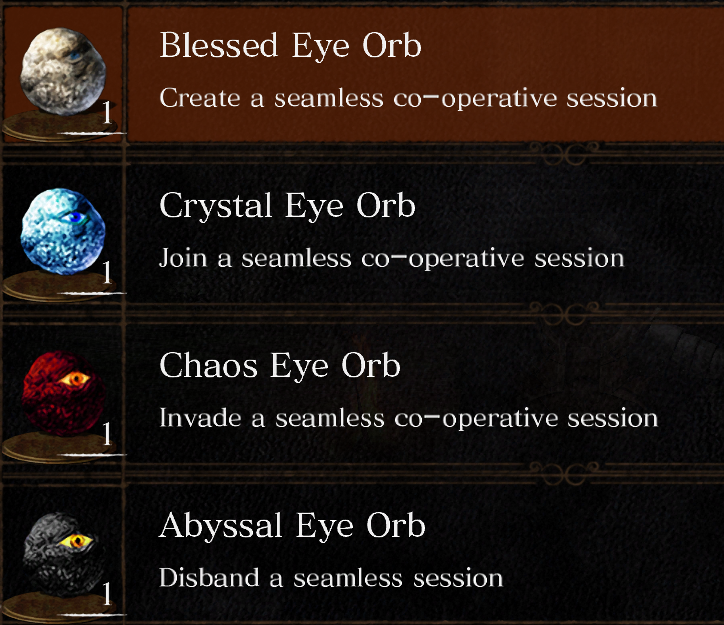 Blessed Eye Orb
Create a seamless co-operative session
1
Crystal Eye Orb
Join a seamless co-operative session
1
Chaos Eye Orb
Invade a seamless co-operative session
1
Abyssal Eye Orb
Disband a seamless session
1